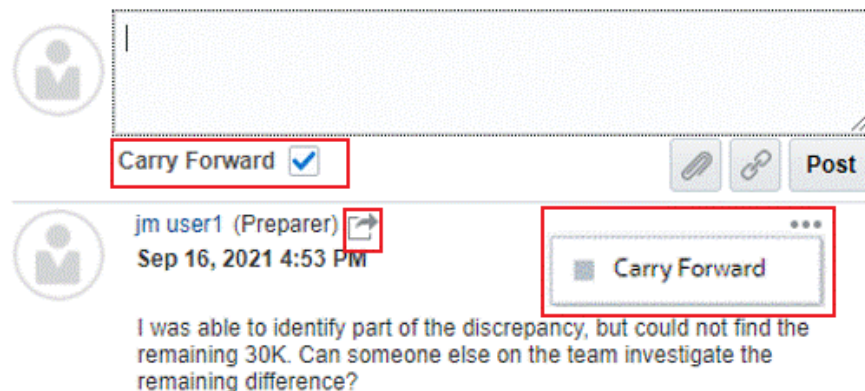 Carry Forward
Post
jm user1 (Preparer)
Sep 16, 2021 4:53 PM
Carry Forward
I was able to identify part of the discrepancy, but could not find the
remaining 30K. Can someone else on the team investigate the
remaining difference?